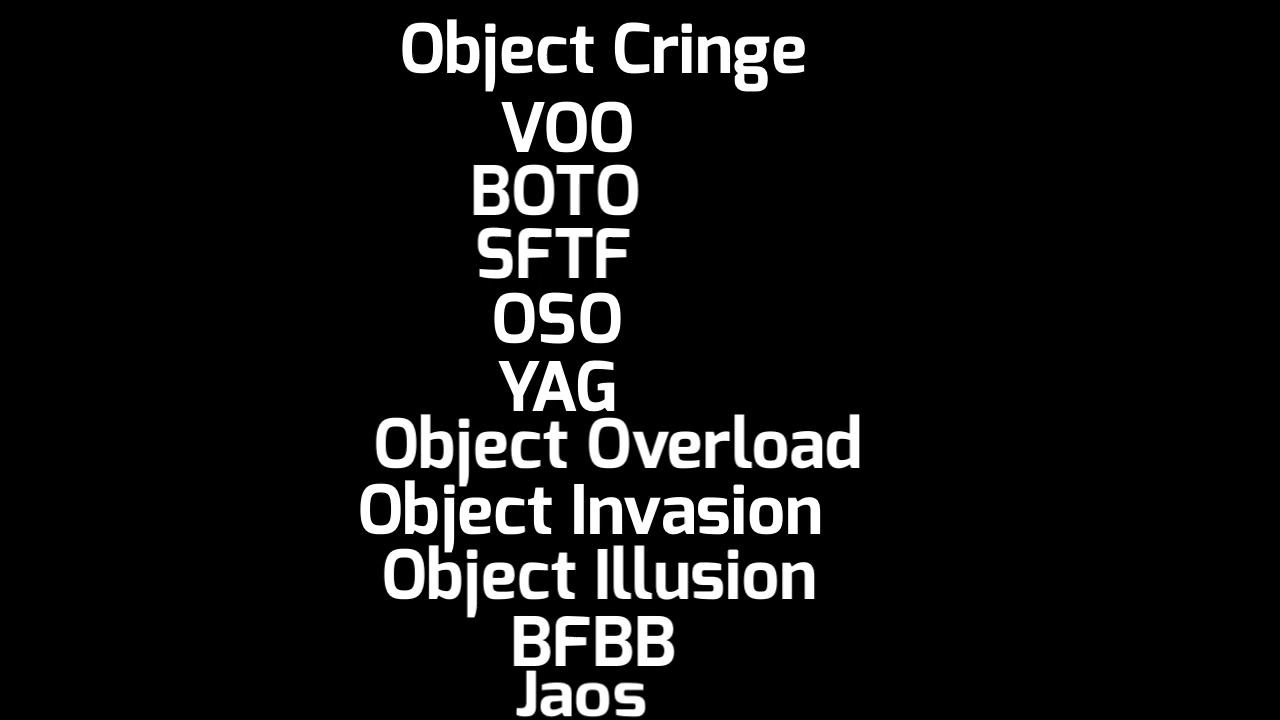 Object Cringe
VOO
BOTO
SFTF
OSO
YAG
Object Overload
Object Invasion
Object Illusion
BFBB
Jaos